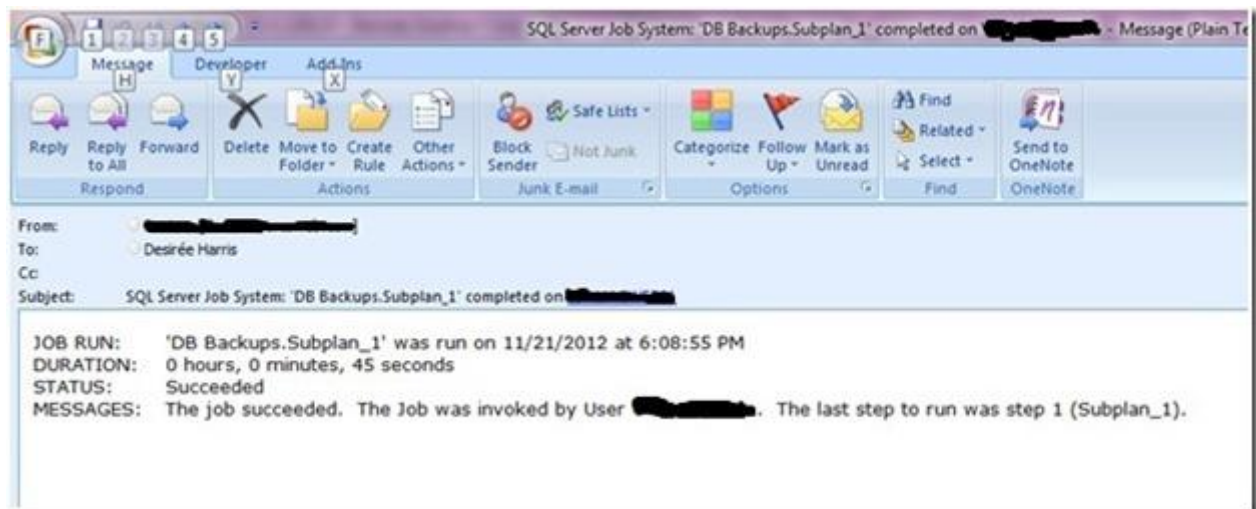 SQL Server Job System: 'DB Backups.Subplan_1' completed on - Message (Plain Te
F 1 2 3 4 5
Message Developer Add-Ins
H Y X
Reply Reply to All Forward
Delete Move to Folder Create Rule Other Actions
Block Sender Safe Lists Not Junk
Categorize Follow Up Mark as Unread
Find Related Select
Send to OneNote
Respond Actions Junk E-mail Options Find OneNote
From:
To: Desirée Harris
Cc:
Subject: SQL Server Job System: 'DB Backups.Subplan_1' completed on
JOB RUN: 'DB Backups.Subplan_1' was run on 11/21/2012 at 6:08:55 PM
DURATION: 0 hours, 0 minutes, 45 seconds
STATUS: Succeeded
MESSAGES: The job succeeded. The Job was invoked by User . The last step to run was step 1 (Subplan_1).